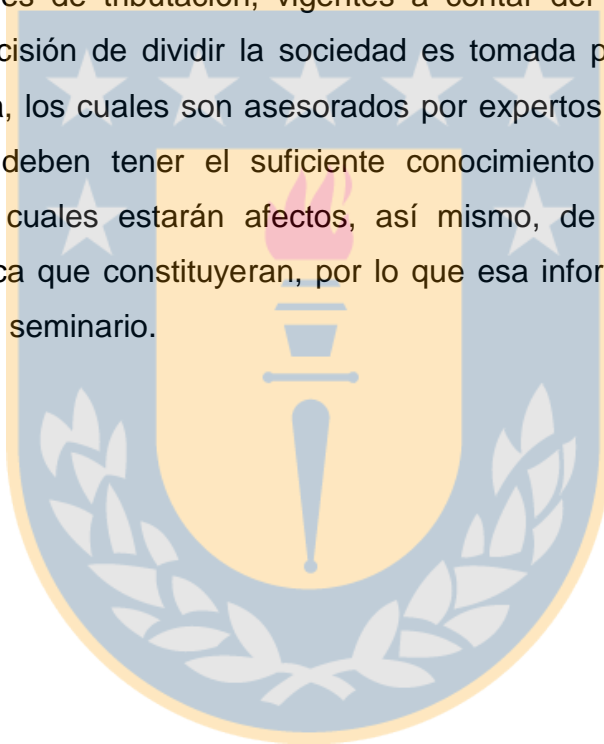 es de tributación, vigentes a contar del
cisión de dividir la sociedad es tomada p
a, los cuales son asesorados por expertos
deben tener el suficiente conocimiento
cuales estarán afectos, así mismo, de
ca que constituyeran, por lo que esa infor
seminario.